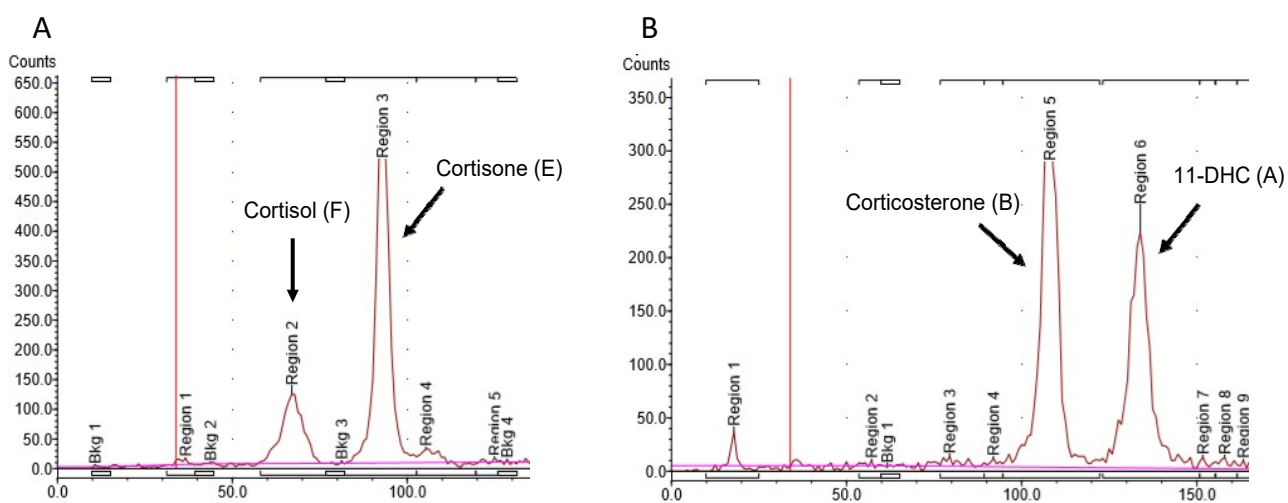 A
Counts
650.0
600.0
550.0
500.0
450.0
400.0
350.0
300.0
250.0
200.0
150.0
100.0
50.0
0.0
0.0 50.0 100.0
Bkg 1
Region 1
Bkg 2
Region 2
Bkg 3
Region 3
Region 4
Region 5
Bkg 4
Cortisol (F)
Cortisone (E)
B
Counts
350.0
300.0
250.0
200.0
150.0
100.0
50.0
0.0
0.0 50.0 100.0 150.0
Region 1
Region 2
Bkg 1
Region 3
Region 4
Region 5
Region 6
Region 7
Region 8
Region 9
Corticosterone (B)
11-DHC (A)